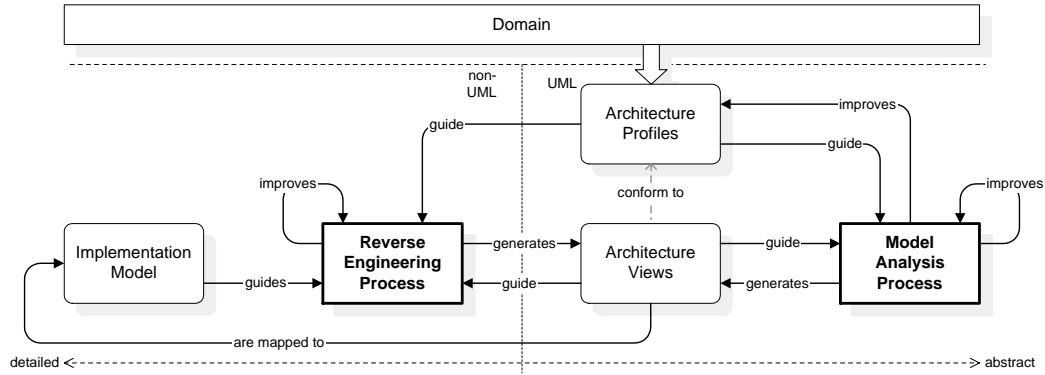 Domain
non-
UML
UML
Architecture
Profiles
improves
guide
guide
conform to
improves
improves
Implementation
Model
Reverse
Engineering
Process
generates
Architecture
Views
guide
Model
Analysis
Process
guides
guide
generates
are mapped to
detailed
abstract